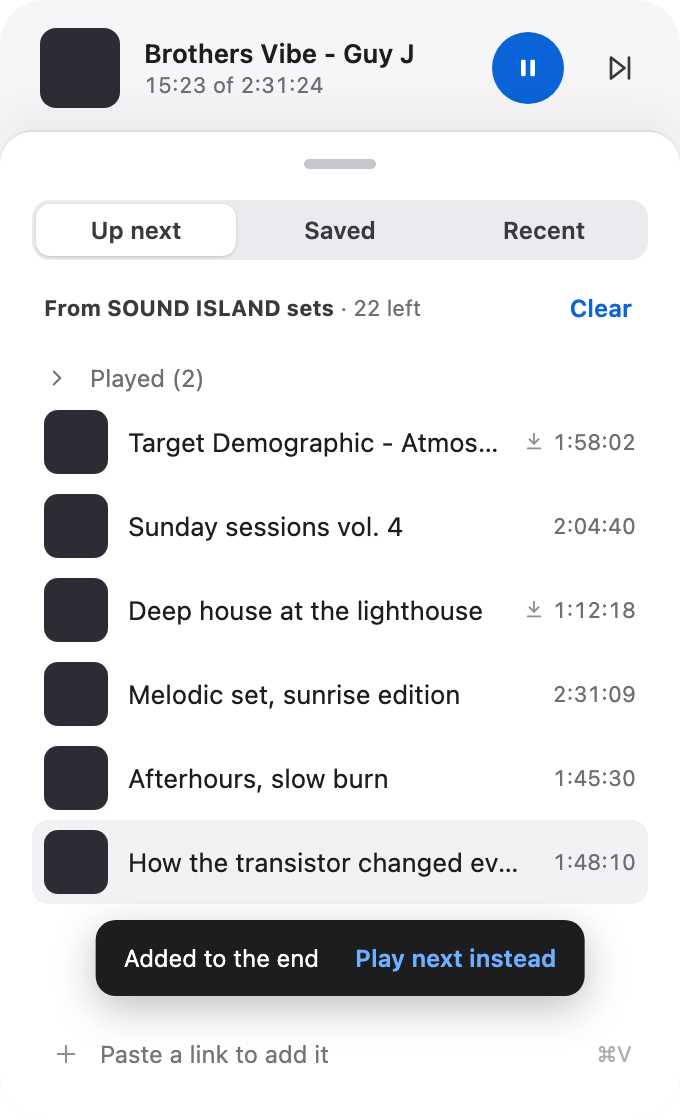 Brothers Vibe - Guy J
15:23 of 2:31:24
Up next Saved Recent
From SOUND ISLAND sets · 22 left Clear
Played (2)
Target Demographic - Atmos... 1:58:02
Sunday sessions vol. 4 2:04:40
Deep house at the lighthouse 1:12:18
Melodic set, sunrise edition 2:31:09
Afterhours, slow burn 1:45:30
How the transistor changed ev... 1:48:10
Added to the end Play next instead
Paste a link to add it ⌘V